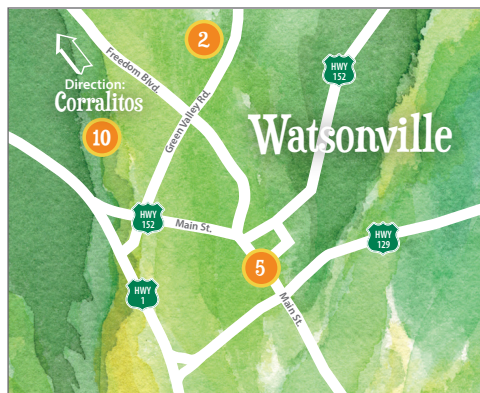 2
HWY
152
Freedom Blvd.
Direction:
Corralitos
Green Valley Rd.
10
Watsonville
HWY
152
Main St.
HWY
129
5
HWY
1
Main St.